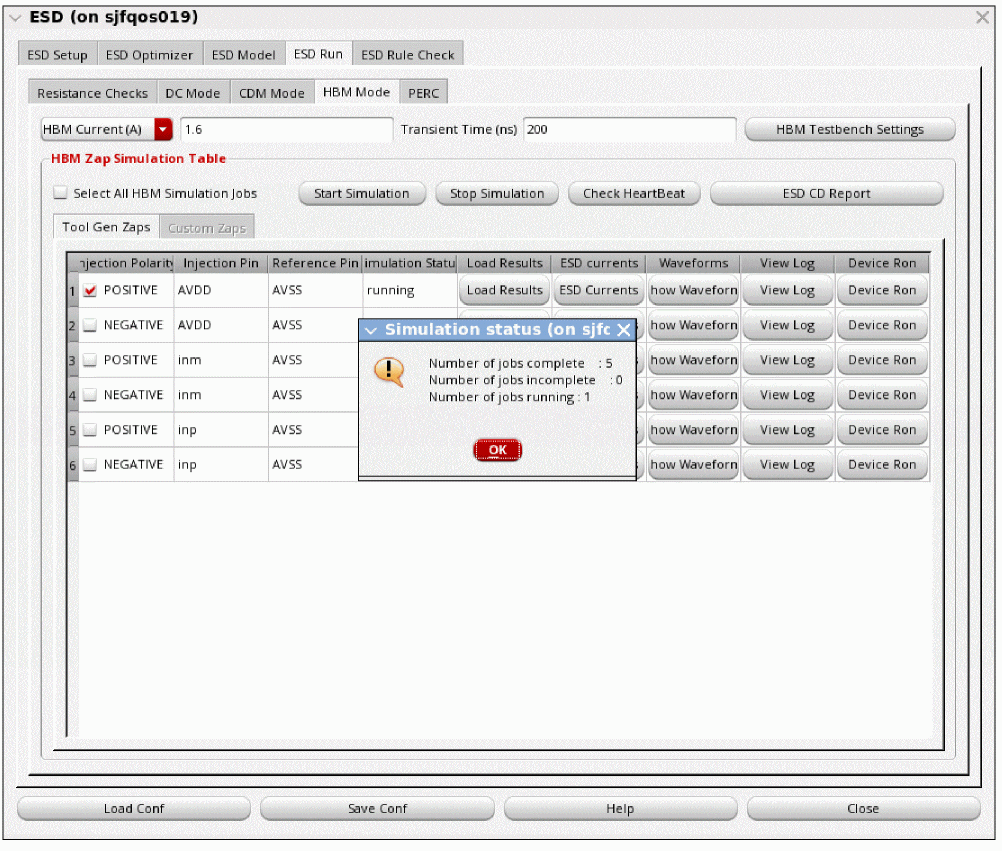 ESD (on sjfqos019)
ESD Setup ESD Optimizer ESD Model ESD Run ESD Rule Check
Resistance Checks DC Mode CDM Mode HBM Mode PERC
HBM Current (A) 1.6 Transient Time (ns) 200 HBM Testbench Settings
HBM Zap Simulation Table
Select All HBM Simulation Jobs Start Simulation Stop Simulation Check HeartBeat ESD CD Report
Tool Gen Zaps Custom Zaps
njection Polarity Injection Pin Reference Pin imulation Statu Load Results ESD currents Waveforms View Log Device Ron
1 POSITIVE AVDD AVSS running Load Results ESD Currents how Waveforn View Log Device Ron
2 NEGATIVE AVDD AVSS how Waveforn View Log Device Ron
3 POSITIVE inm AVSS how Waveforn View Log Device Ron
4 NEGATIVE inm AVSS how Waveforn View Log Device Ron
5 POSITIVE inp AVSS how Waveforn View Log Device Ron
6 NEGATIVE inp AVSS how Waveforn View Log Device Ron
Simulation status (on sjfc
Number of jobs complete : 5
Number of jobs incomplete : 0
Number of jobs running : 1
OK
Load Conf Save Conf Help Close